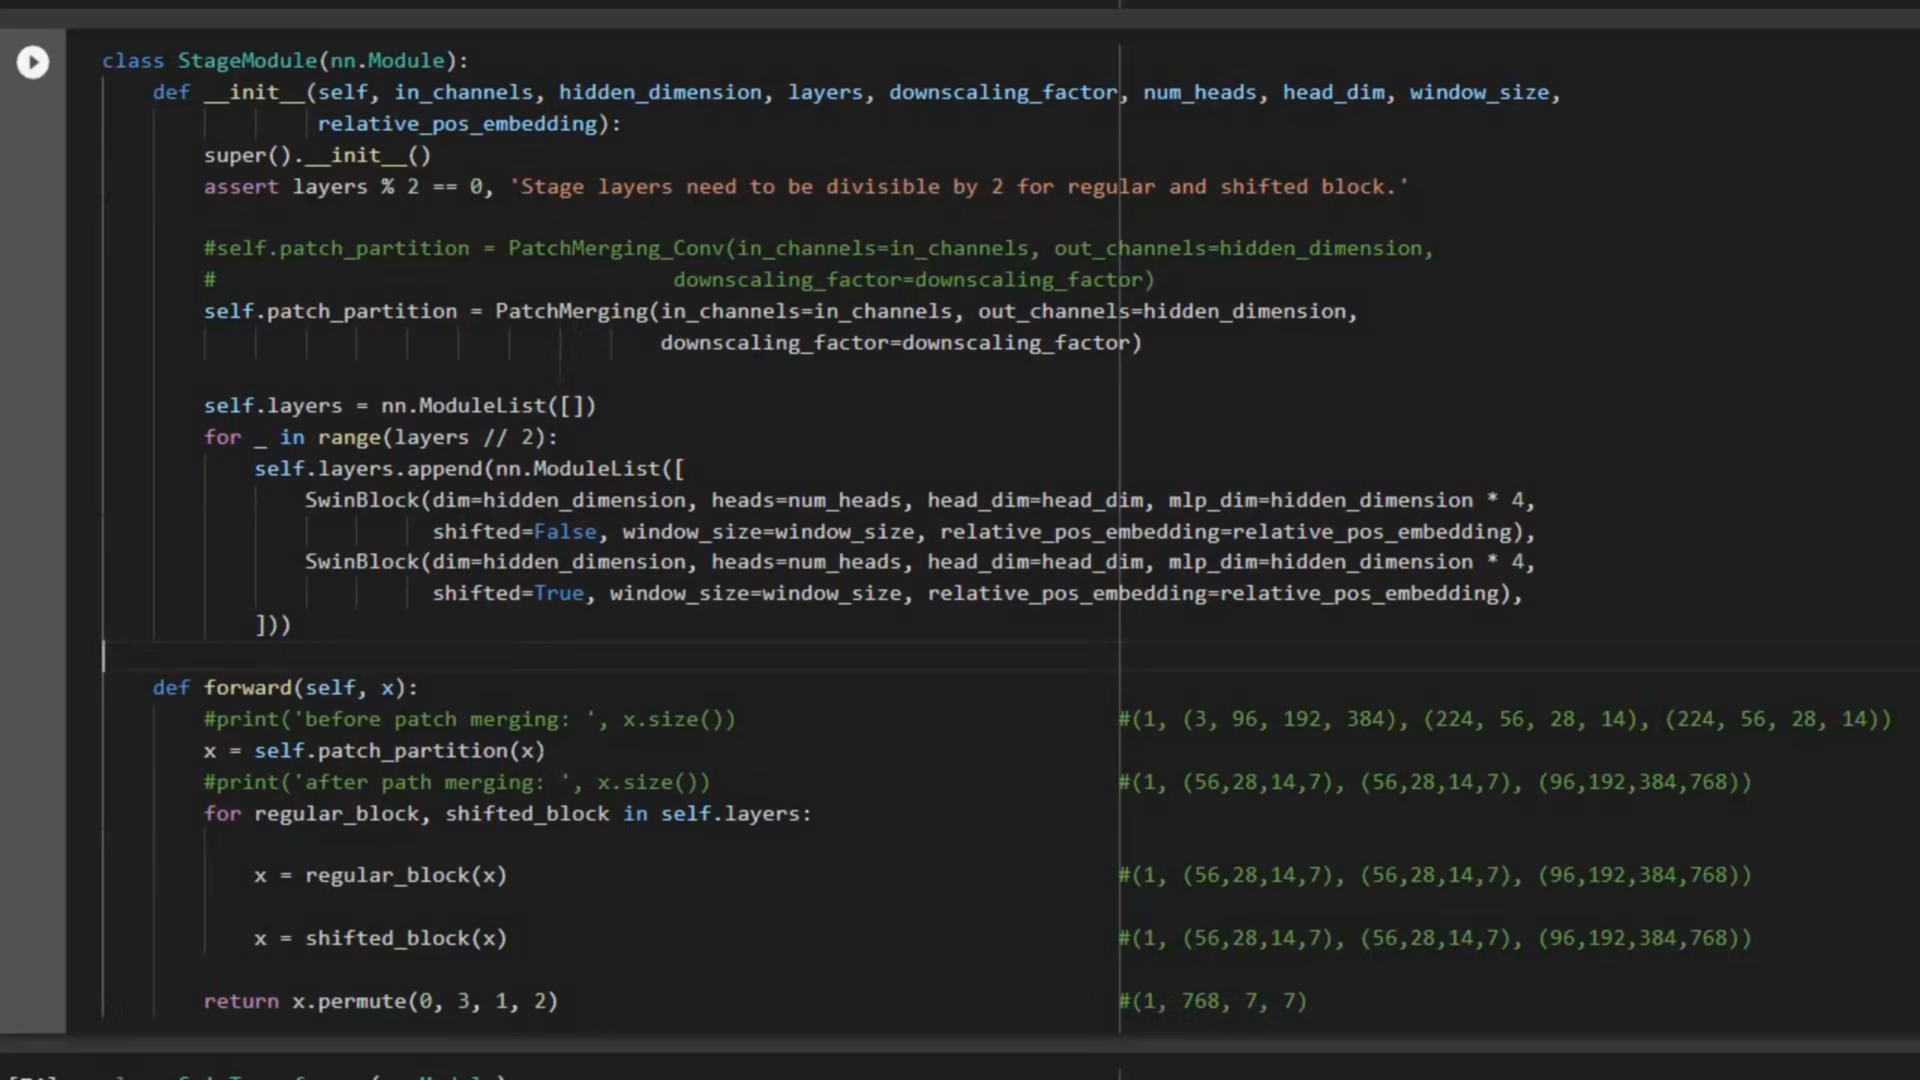 class StageModule(nn.Module):
    def __init__(self, in_channels, hidden_dimension, layers, downscaling_factor, num_heads, head_dim, window_size,
                 relative_pos_embedding):
        super().__init__()
        assert layers % 2 == 0, 'Stage layers need to be divisible by 2 for regular and shifted block.'
        #self.patch_partition = PatchMerging_Conv(in_channels=in_channels, out_channels=hidden_dimension,
        #                                    downscaling_factor=downscaling_factor)
        self.patch_partition = PatchMerging(in_channels=in_channels, out_channels=hidden_dimension,
                                            downscaling_factor=downscaling_factor)
        self.layers = nn.ModuleList([])
        for _ in range(layers // 2):
            self.layers.append(nn.ModuleList([
                SwinBlock(dim=hidden_dimension, heads=num_heads, head_dim=head_dim, mlp_dim=hidden_dimension * 4,
                          shifted=False, window_size=window_size, relative_pos_embedding=relative_pos_embedding),
                SwinBlock(dim=hidden_dimension, heads=num_heads, head_dim=head_dim, mlp_dim=hidden_dimension * 4,
                          shifted=True, window_size=window_size, relative_pos_embedding=relative_pos_embedding),
            ]))
    def forward(self, x):
        #print('before patch merging: ', x.size()) #(1, (3, 96, 192, 384), (224, 56, 28, 14), (224, 56, 28, 14))
        x = self.patch_partition(x)
        #print('after path merging: ', x.size()) #(1, (56,28,14,7), (56,28,14,7), (96,192,384,768))
        for regular_block, shifted_block in self.layers:
            x = regular_block(x) #(1, (56,28,14,7), (56,28,14,7), (96,192,384,768))
            x = shifted_block(x) #(1, (56,28,14,7), (56,28,14,7), (96,192,384,768))
        return x.permute(0, 3, 1, 2) #(1, 768, 7, 7)